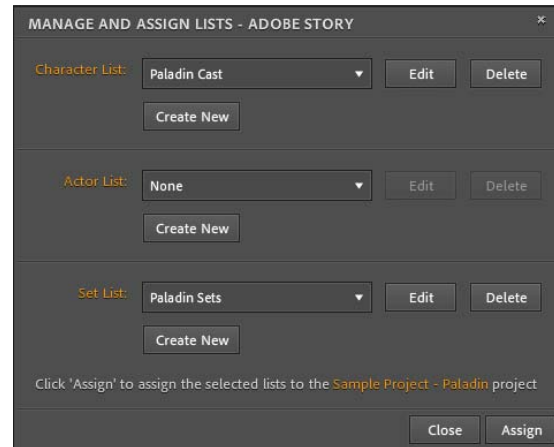 MANAGE AND ASSIGN LISTS - ADOBE STORY ×
Character List: Paladin Cast Edit Delete
Create New
Actor List: None Edit Delete
Create New
Set List: Paladin Sets Edit Delete
Create New
Click 'Assign' to assign the selected lists to the Sample Project - Paladin project
Close Assign